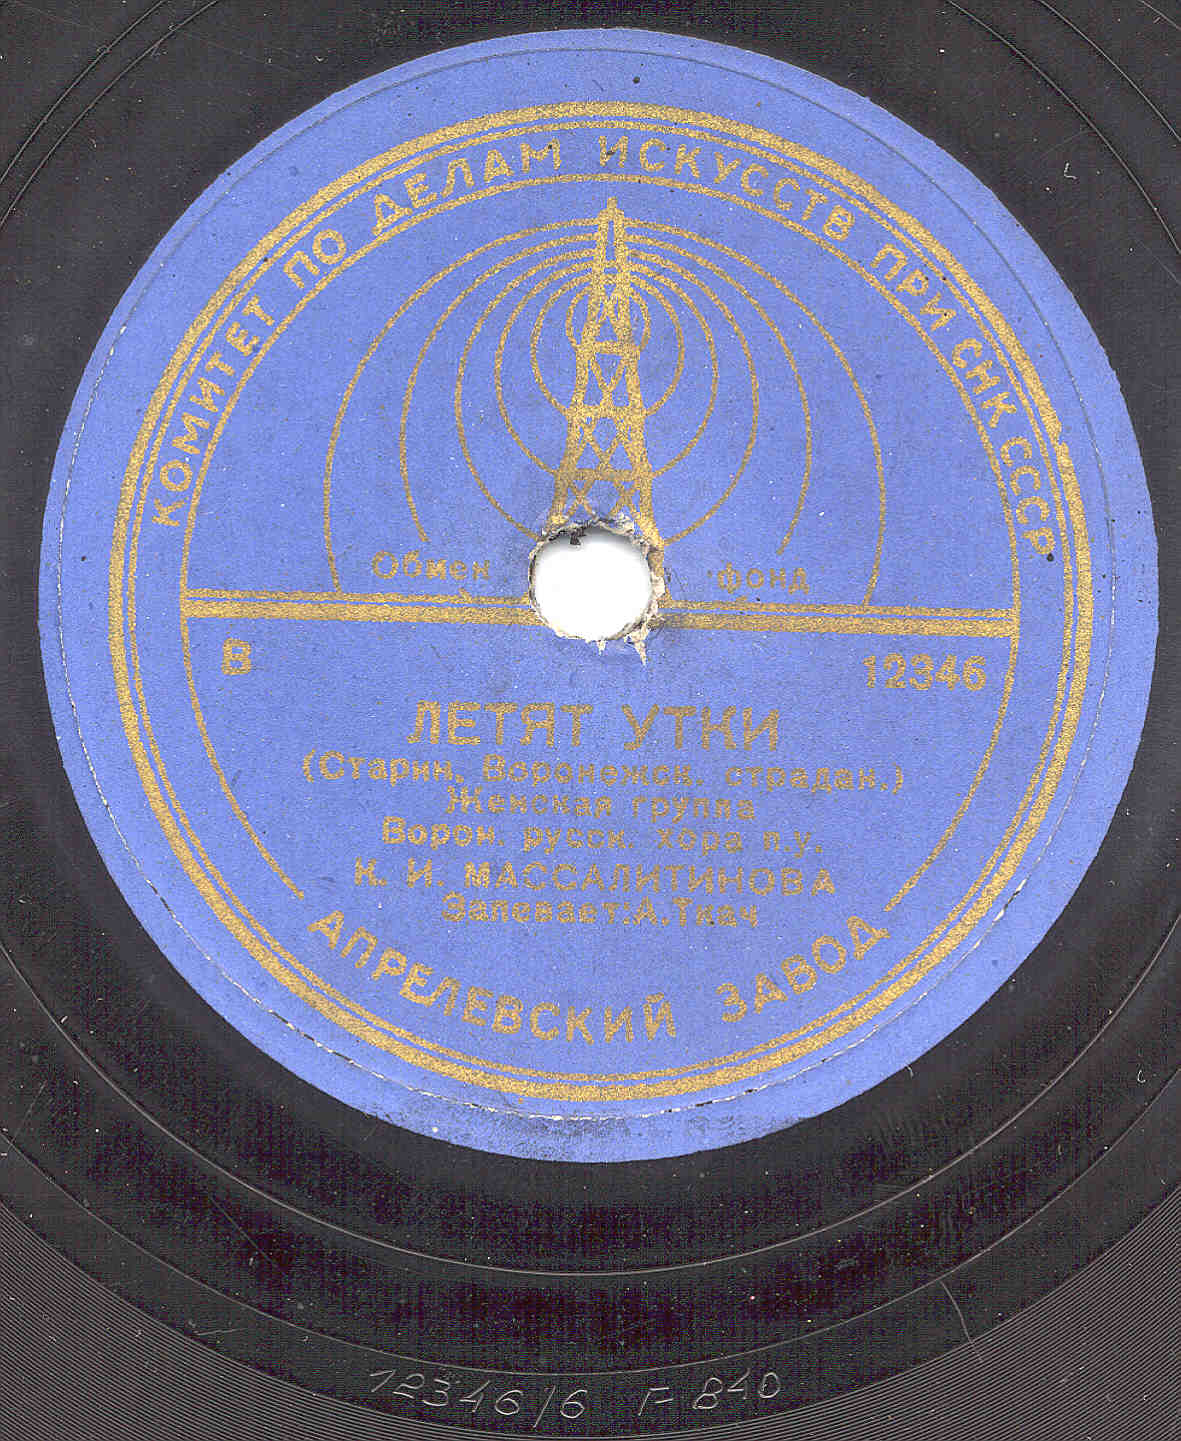 КОМИТЕТ ПО ДЕЛАМ ИСКУССТВ ПРИ СНК СССР
Обмен фонд
В 12346
ЛЕТЯТ УТКИ
(Старин. Воронежск. страдан.)
Женская группа
Ворон. русск. хора п.у.
К. И. МАССАЛИТИНОВА
Запевает:А.Ткач
АПРЕЛЕВСКИЙ ЗАВОД
12346/6 F 840